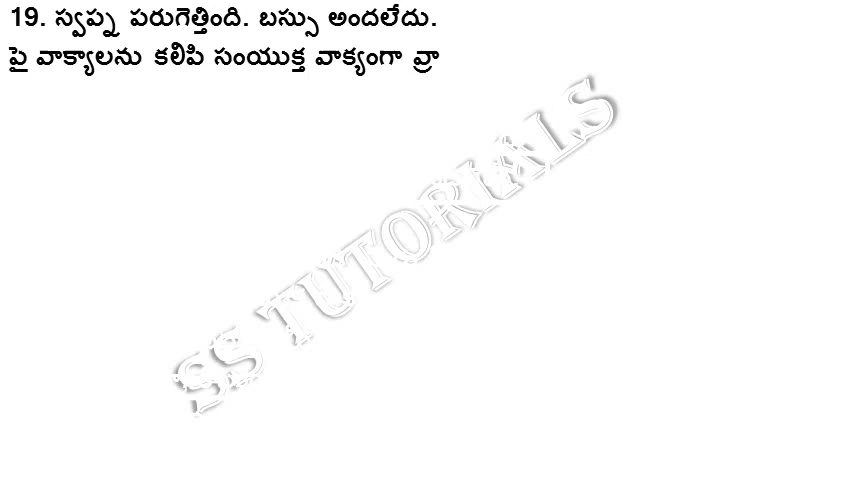 19. స్వప్న పరుగెత్తింది. బస్సు అందలేదు.
పై వాక్యాలను కలిపి సంయుక్త వాక్యంగా వ్రా
SS TUTORIALS